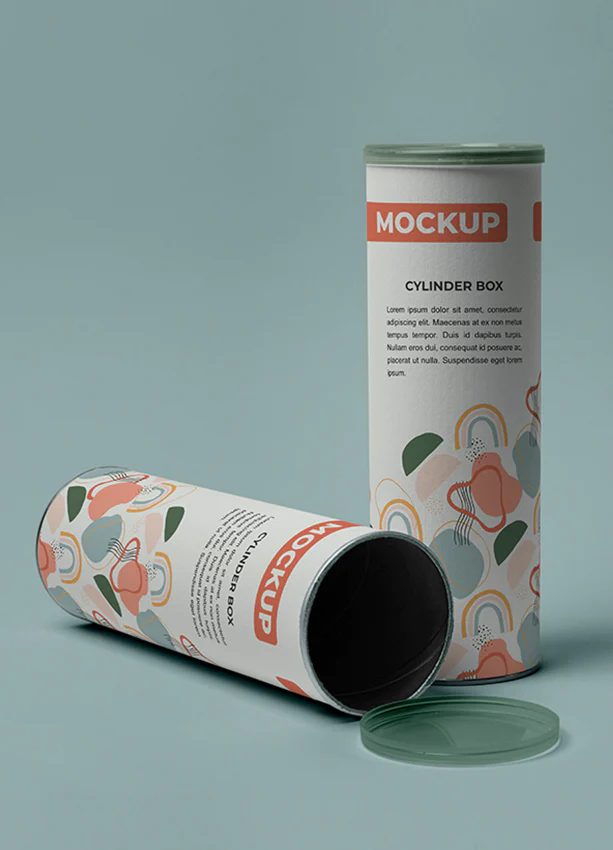 MOCKUP
CYLINDER BOX
Lorem ipsum dolor sit amet, consectetur
adipiscing elit. Maecenas at ex non metus
tempus tempor. Duis id dapibus turpis.
Nullam eros dui, consequat id posuere ac,
placerat ut nulla. Suspendisse eget lorem
ipsum.
MOCKUP
CYLINDER BOX